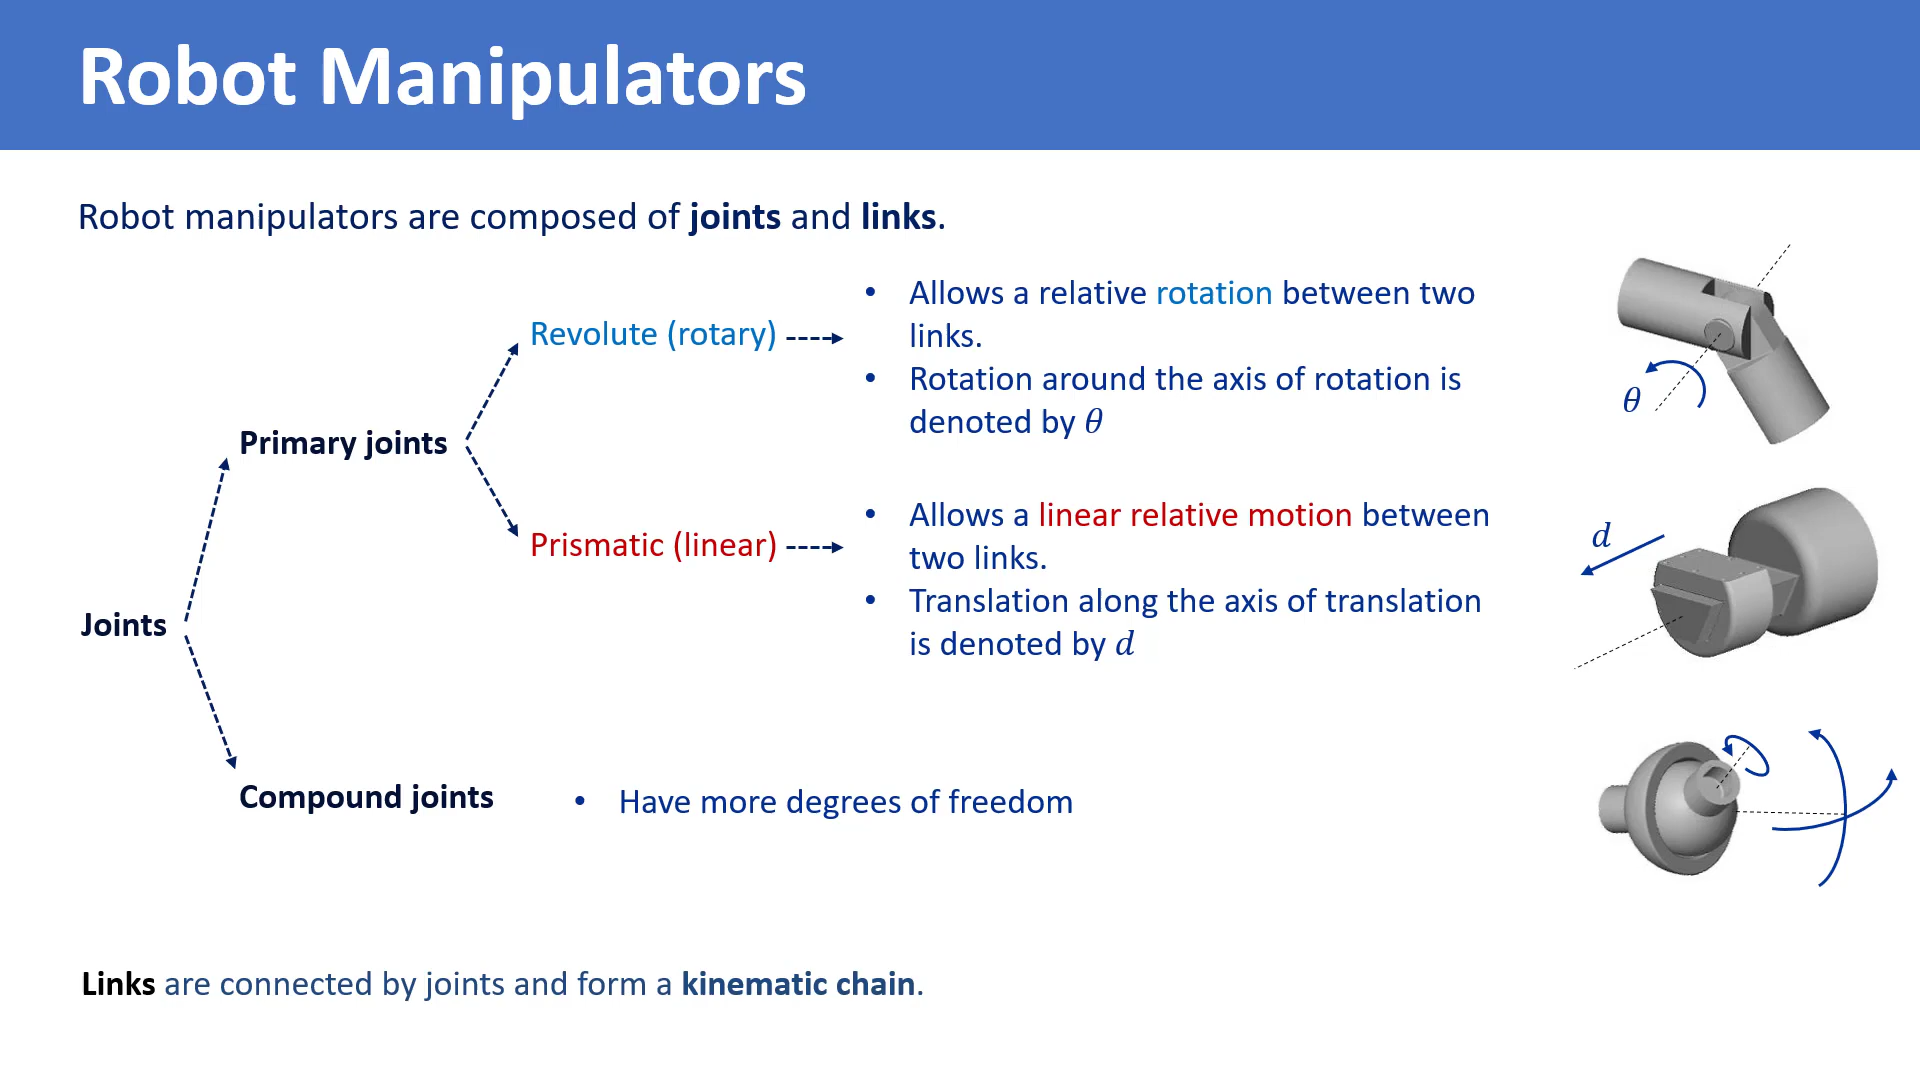 Robot Manipulators
Robot manipulators are composed of joints and links.
Revolute (rotary)
• Allows a relative rotation between two
links.
• Rotation around the axis of rotation is
denoted by θ
θ
Primary joints
Prismatic (linear)
• Allows a linear relative motion between
two links.
• Translation along the axis of translation
is denoted by d
d
Joints
Compound joints
• Have more degrees of freedom
Links are connected by joints and form a kinematic chain.